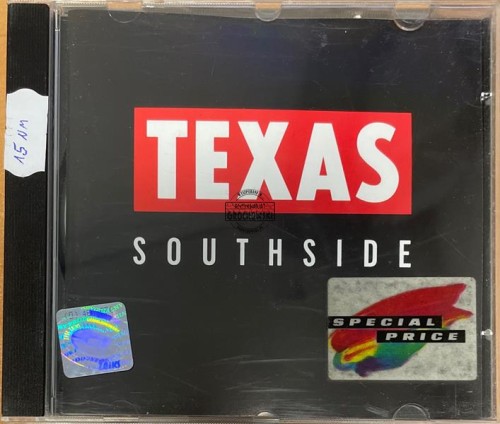 15 NM
TEXAS
SOUTHSIDE
SPECIAL
PRICE